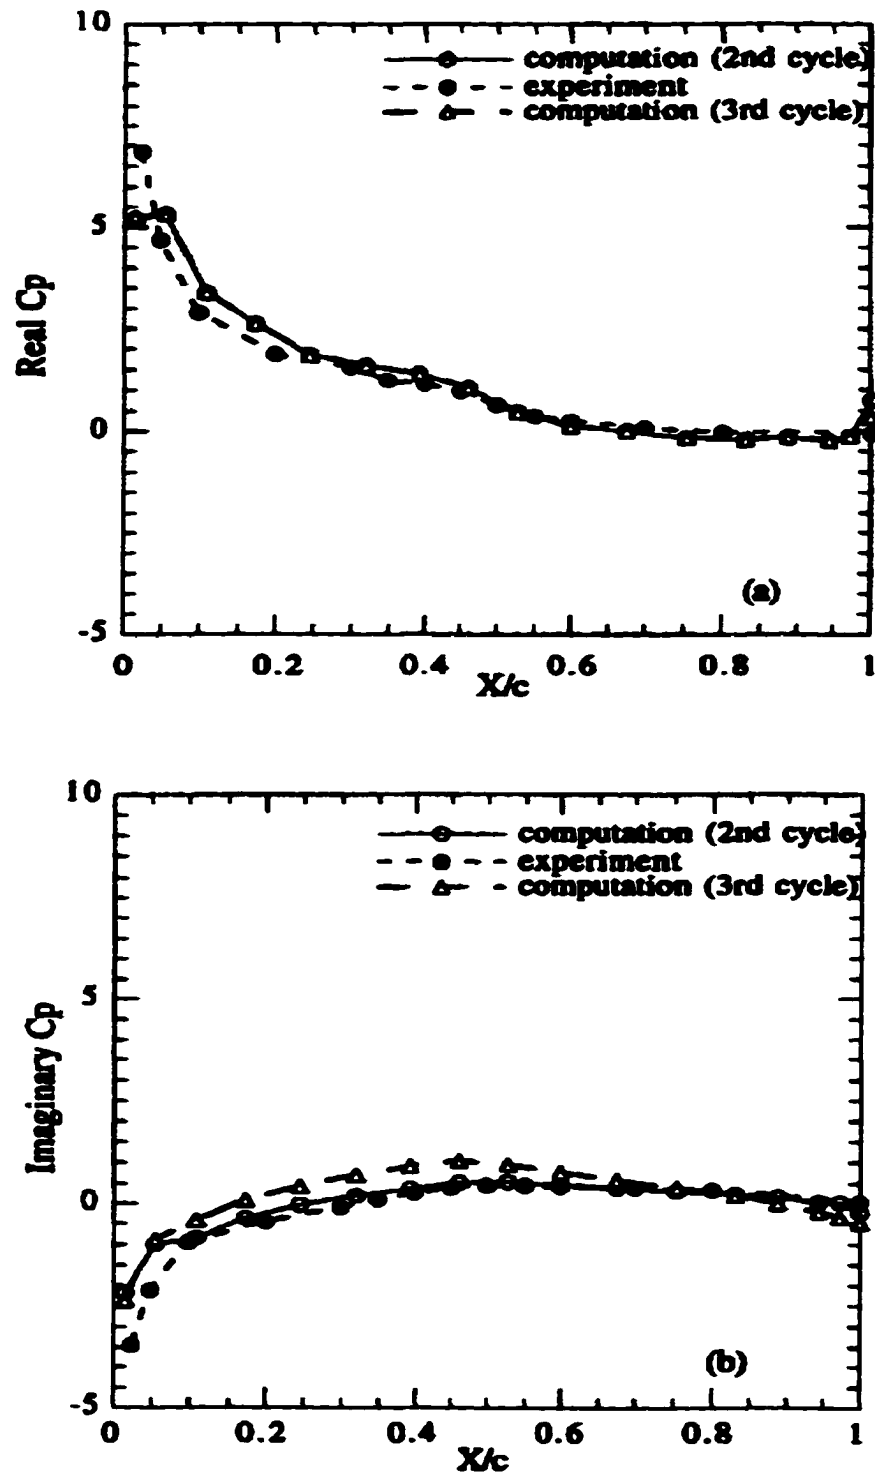 10
computation (2nd cycle)
experiment
computation (3rd cycle)
5
Real Cp
0
(a)
-5
0 0.2 0.4 0.6 0.8 1
X/c
10
computation (2nd cycle)
experiment
computation (3rd cycle)
5
Imaginary Cp
0
(b)
-5
0 0.2 0.4 0.6 0.8 1
X/c